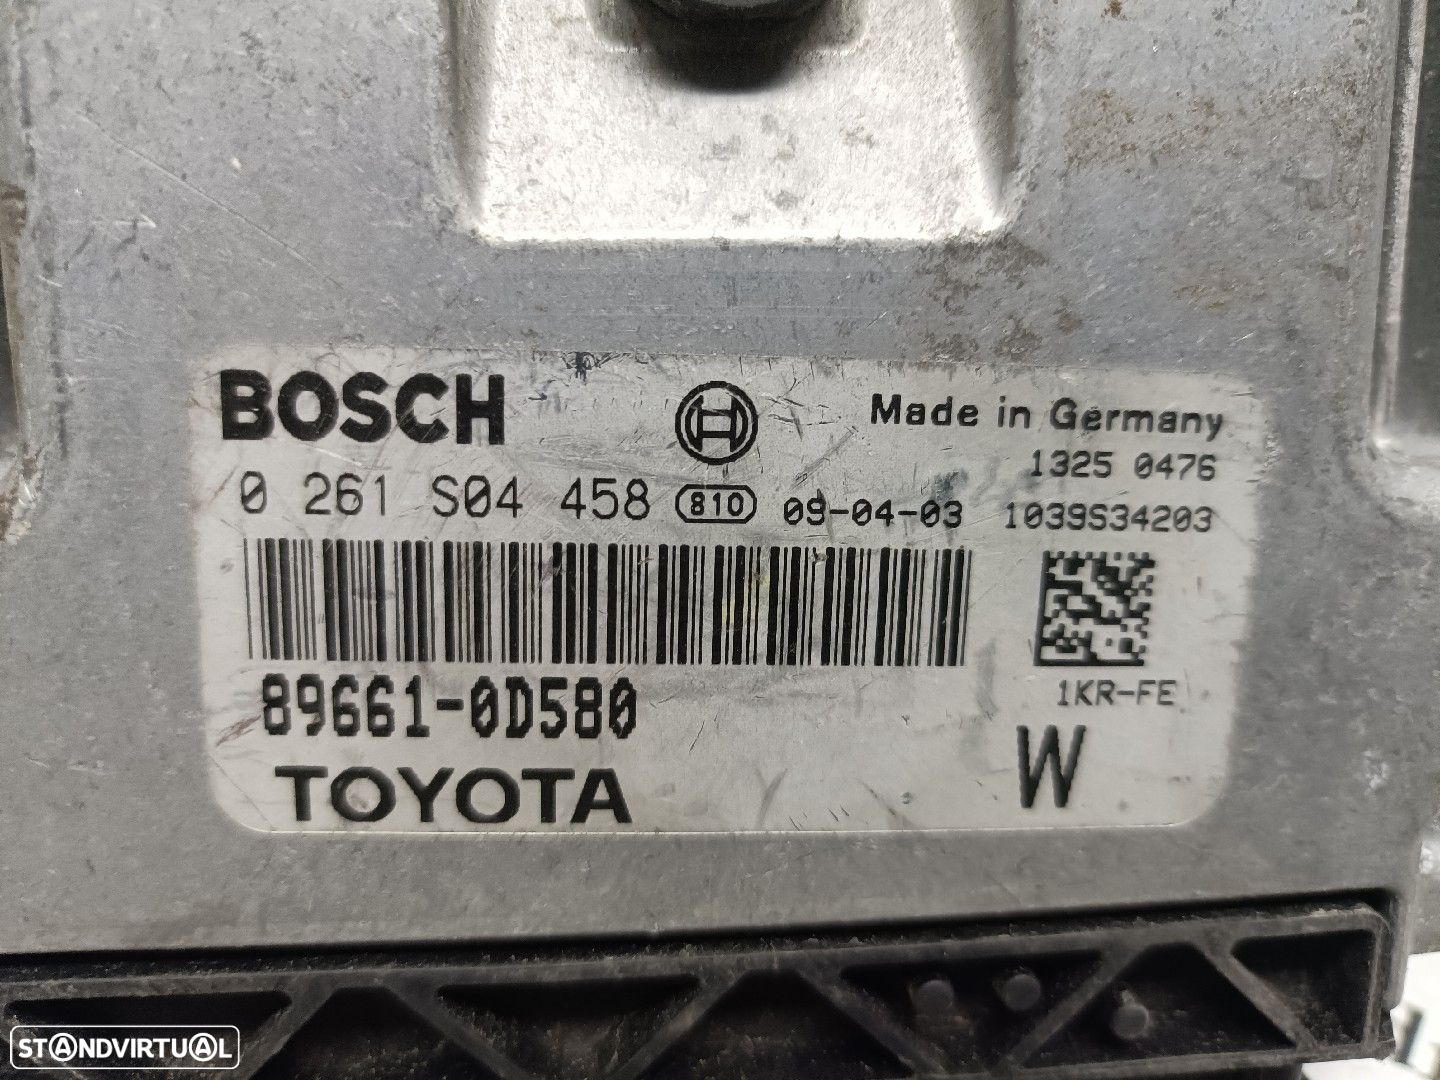 BOSCH
Made in Germany
1325 0476
0 261 S04 458 810 09-04-03 1039S34203
89661-0D580
1KR-FE
TOYOTA
W
STANDVIRTUAL